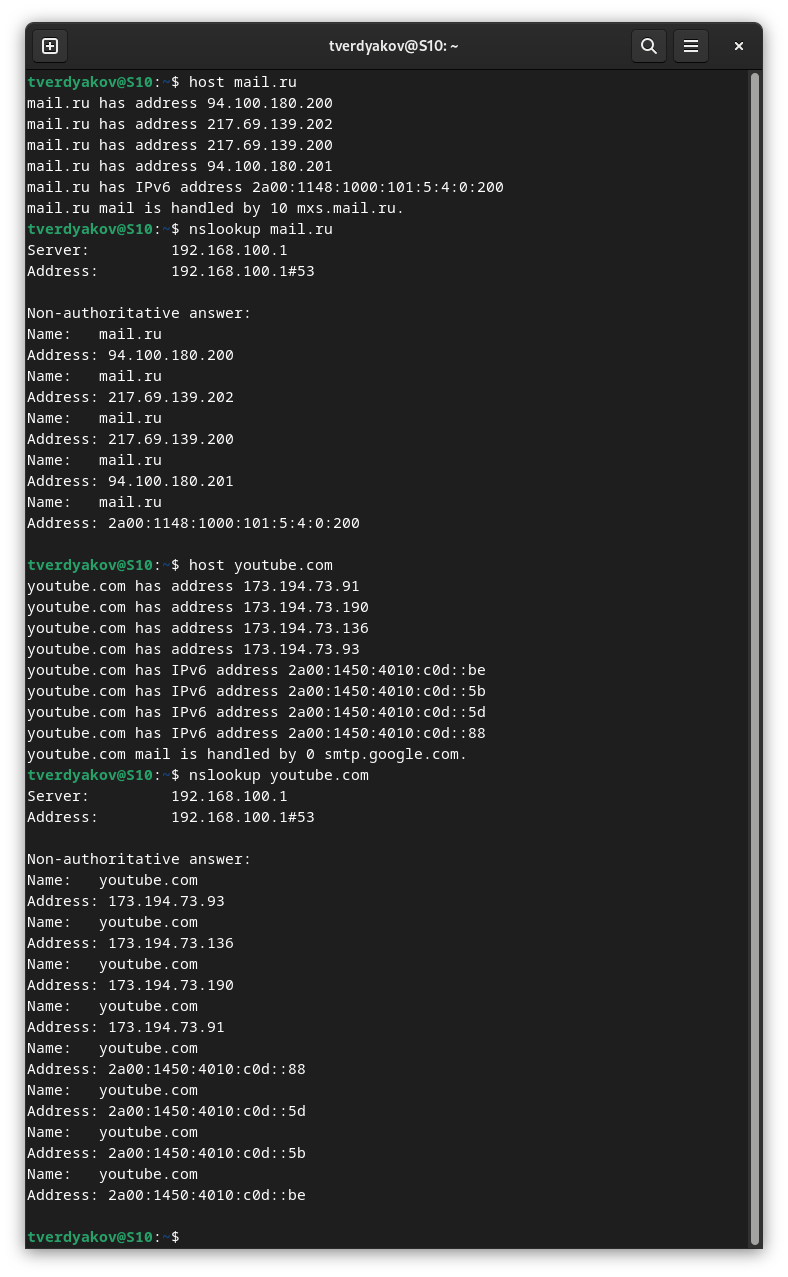 tverdyakov@S10: ~
tverdyakov@S10:~$ host mail.ru
mail.ru has address 94.100.180.200
mail.ru has address 217.69.139.202
mail.ru has address 217.69.139.200
mail.ru has address 94.100.180.201
mail.ru has IPv6 address 2a00:1148:1000:101:5:4:0:200
mail.ru mail is handled by 10 mxs.mail.ru.
tverdyakov@S10:~$ nslookup mail.ru
Server:         192.168.100.1
Address:        192.168.100.1#53

Non-authoritative answer:
Name:   mail.ru
Address: 94.100.180.200
Name:   mail.ru
Address: 217.69.139.202
Name:   mail.ru
Address: 217.69.139.200
Name:   mail.ru
Address: 94.100.180.201
Name:   mail.ru
Address: 2a00:1148:1000:101:5:4:0:200

tverdyakov@S10:~$ host youtube.com
youtube.com has address 173.194.73.91
youtube.com has address 173.194.73.190
youtube.com has address 173.194.73.136
youtube.com has address 173.194.73.93
youtube.com has IPv6 address 2a00:1450:4010:c0d::be
youtube.com has IPv6 address 2a00:1450:4010:c0d::5b
youtube.com has IPv6 address 2a00:1450:4010:c0d::5d
youtube.com has IPv6 address 2a00:1450:4010:c0d::88
youtube.com mail is handled by 0 smtp.google.com.
tverdyakov@S10:~$ nslookup youtube.com
Server:         192.168.100.1
Address:        192.168.100.1#53

Non-authoritative answer:
Name:   youtube.com
Address: 173.194.73.93
Name:   youtube.com
Address: 173.194.73.136
Name:   youtube.com
Address: 173.194.73.190
Name:   youtube.com
Address: 173.194.73.91
Name:   youtube.com
Address: 2a00:1450:4010:c0d::88
Name:   youtube.com
Address: 2a00:1450:4010:c0d::5d
Name:   youtube.com
Address: 2a00:1450:4010:c0d::5b
Name:   youtube.com
Address: 2a00:1450:4010:c0d::be

tverdyakov@S10:~$